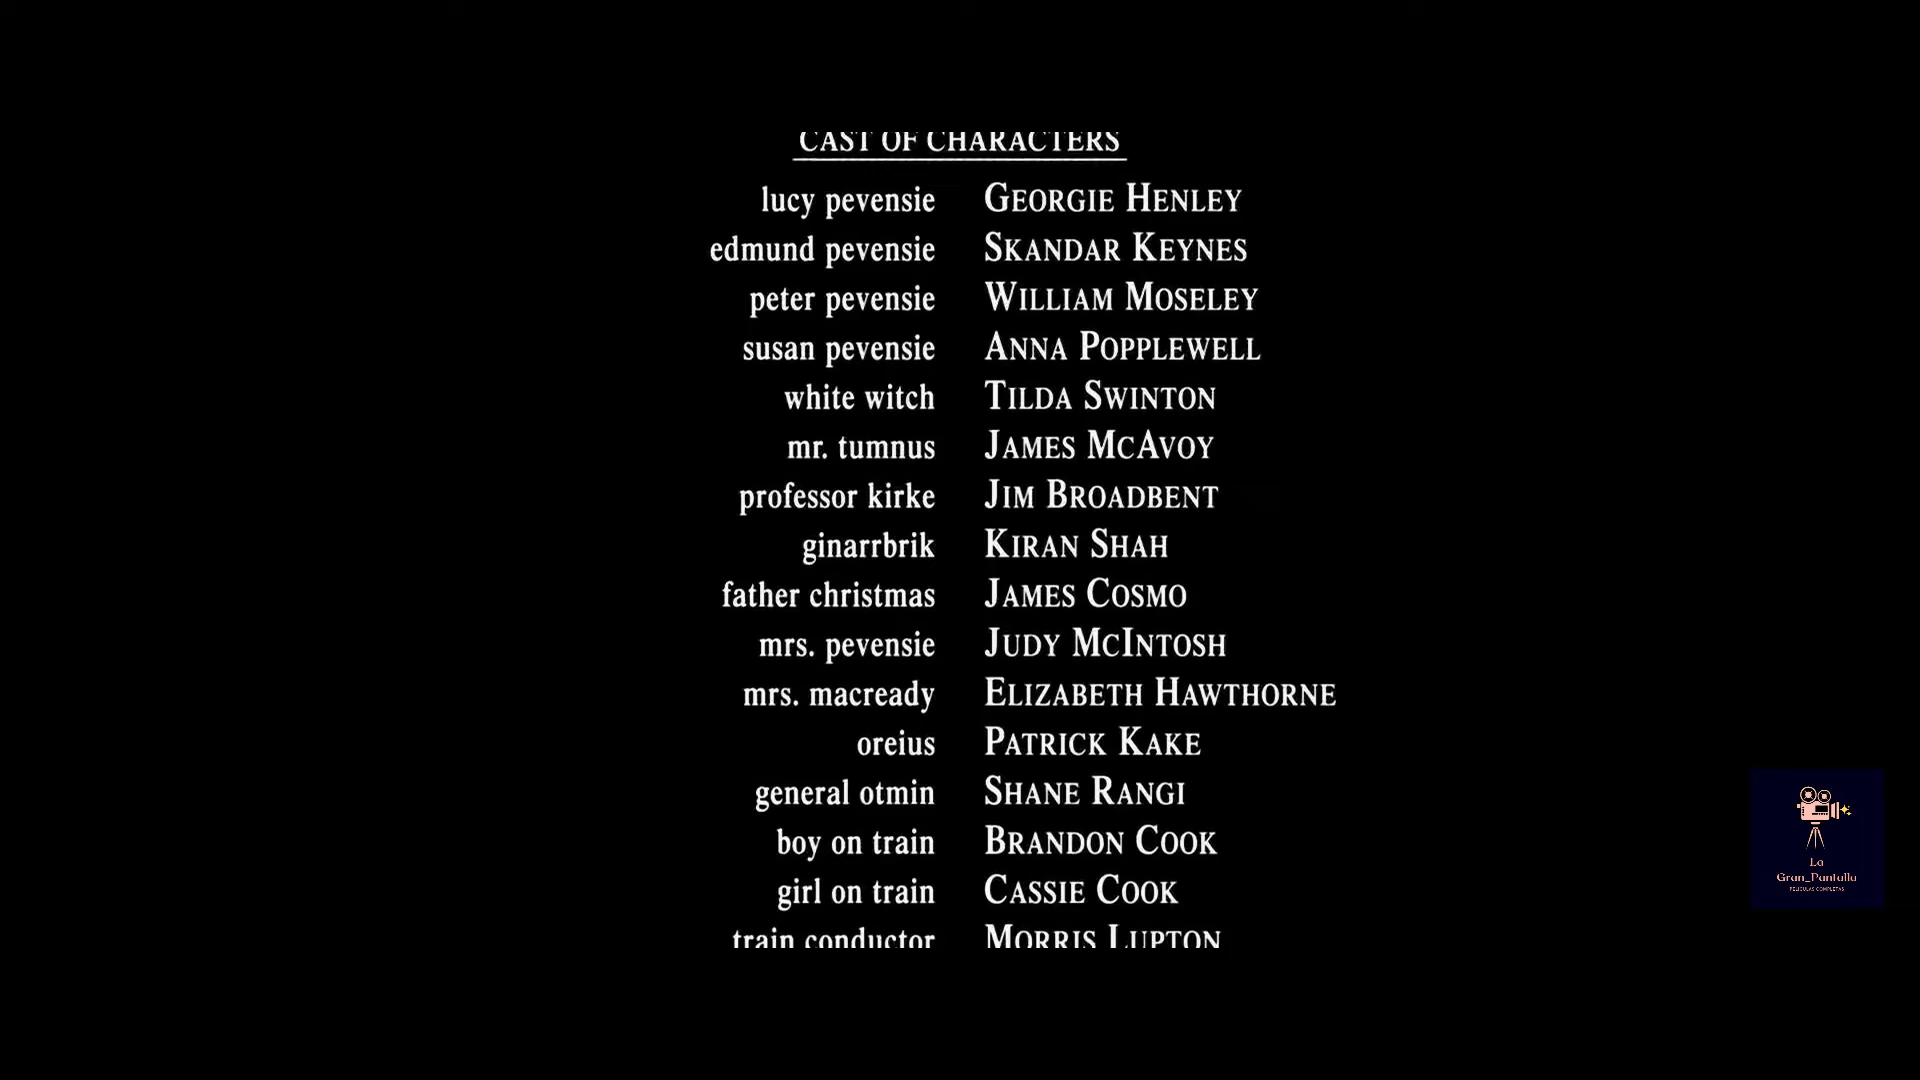 CAST OF CHARACTERS
lucy pevensie GEORGIE HENLEY
edmund pevensie SKANDAR KEYNES
peter pevensie WILLIAM MOSELEY
susan pevensie ANNA POPPLEWELL
white witch TILDA SWINTON
mr. tumnus JAMES MCAVOY
professor kirke JIM BROADBENT
ginarrbrik KIRAN SHAH
father christmas JAMES COSMO
mrs. pevensie JUDY MCINTOSH
mrs. macready ELIZABETH HAWTHORNE
oreius PATRICK KAKE
general otmin SHANE RANGI
boy on train BRANDON COOK
girl on train CASSIE COOK
train conductor MORRIS LUPTON
La
Gran_Pantalla
PELICULAS COMPLETAS